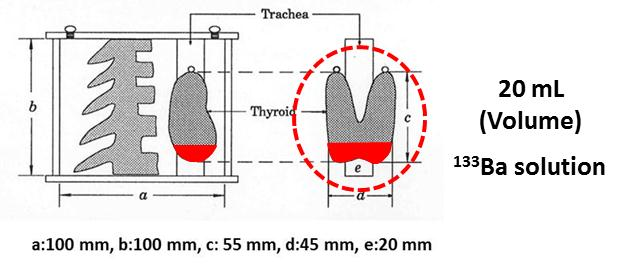 Trachea
b
Thyroid
c
e
a
d
20 mL
(Volume)
133Ba solution
a:100 mm, b:100 mm, c: 55 mm, d:45 mm, e:20 mm